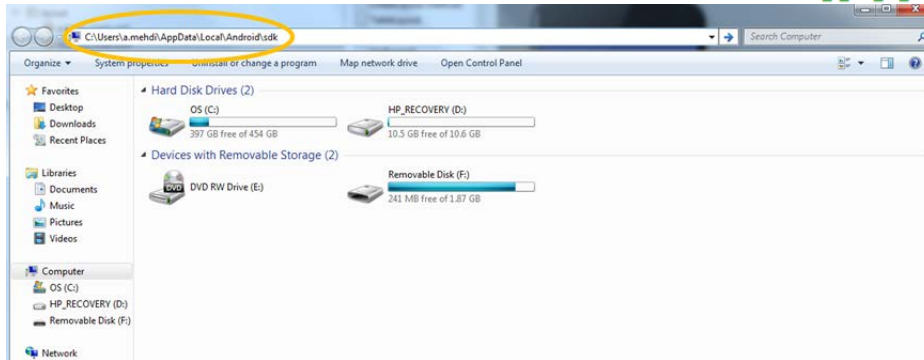 C:\Users\a.mehdi\AppData\Local\Android\sdk
Search Computer
Organize System properties Uninstall or change a program Map network drive Open Control Panel
Favorites
Desktop
Downloads
Recent Places
Libraries
Documents
Music
Pictures
Videos
Computer
OS (C:)
HP_RECOVERY (D:)
Removable Disk (F:)
Network
Hard Disk Drives (2)
OS (C:)
397 GB free of 454 GB
HP_RECOVERY (D:)
10.5 GB free of 10.6 GB
Devices with Removable Storage (2)
DVD
DVD RW Drive (E:)
Removable Disk (F:)
241 MB free of 1.87 GB